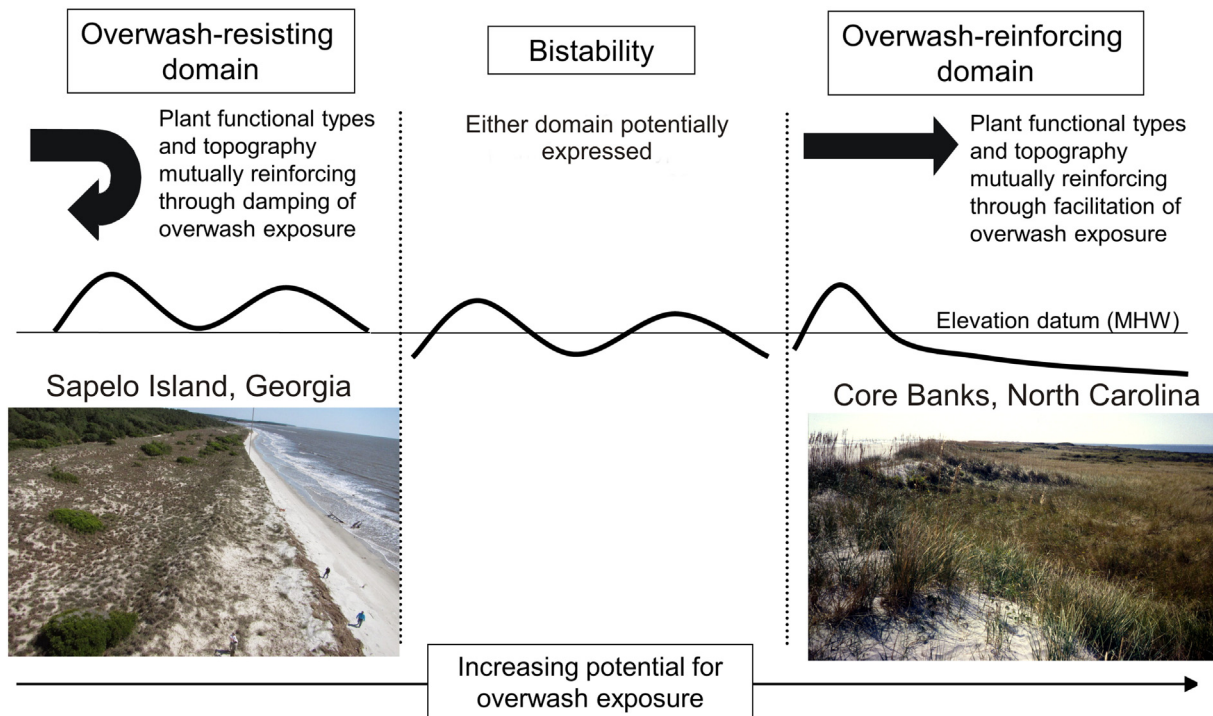 Overwash-resisting
domain
Bistability
Overwash-reinforcing
domain
Plant functional types
and topography
mutually reinforcing
through damping of
overwash exposure
Either domain potentially
expressed
Plant functional types
and topography
mutually reinforcing
through facilitation of
overwash exposure
Elevation datum (MHW)
Sapelo Island, Georgia
Core Banks, North Carolina
Increasing potential for
overwash exposure